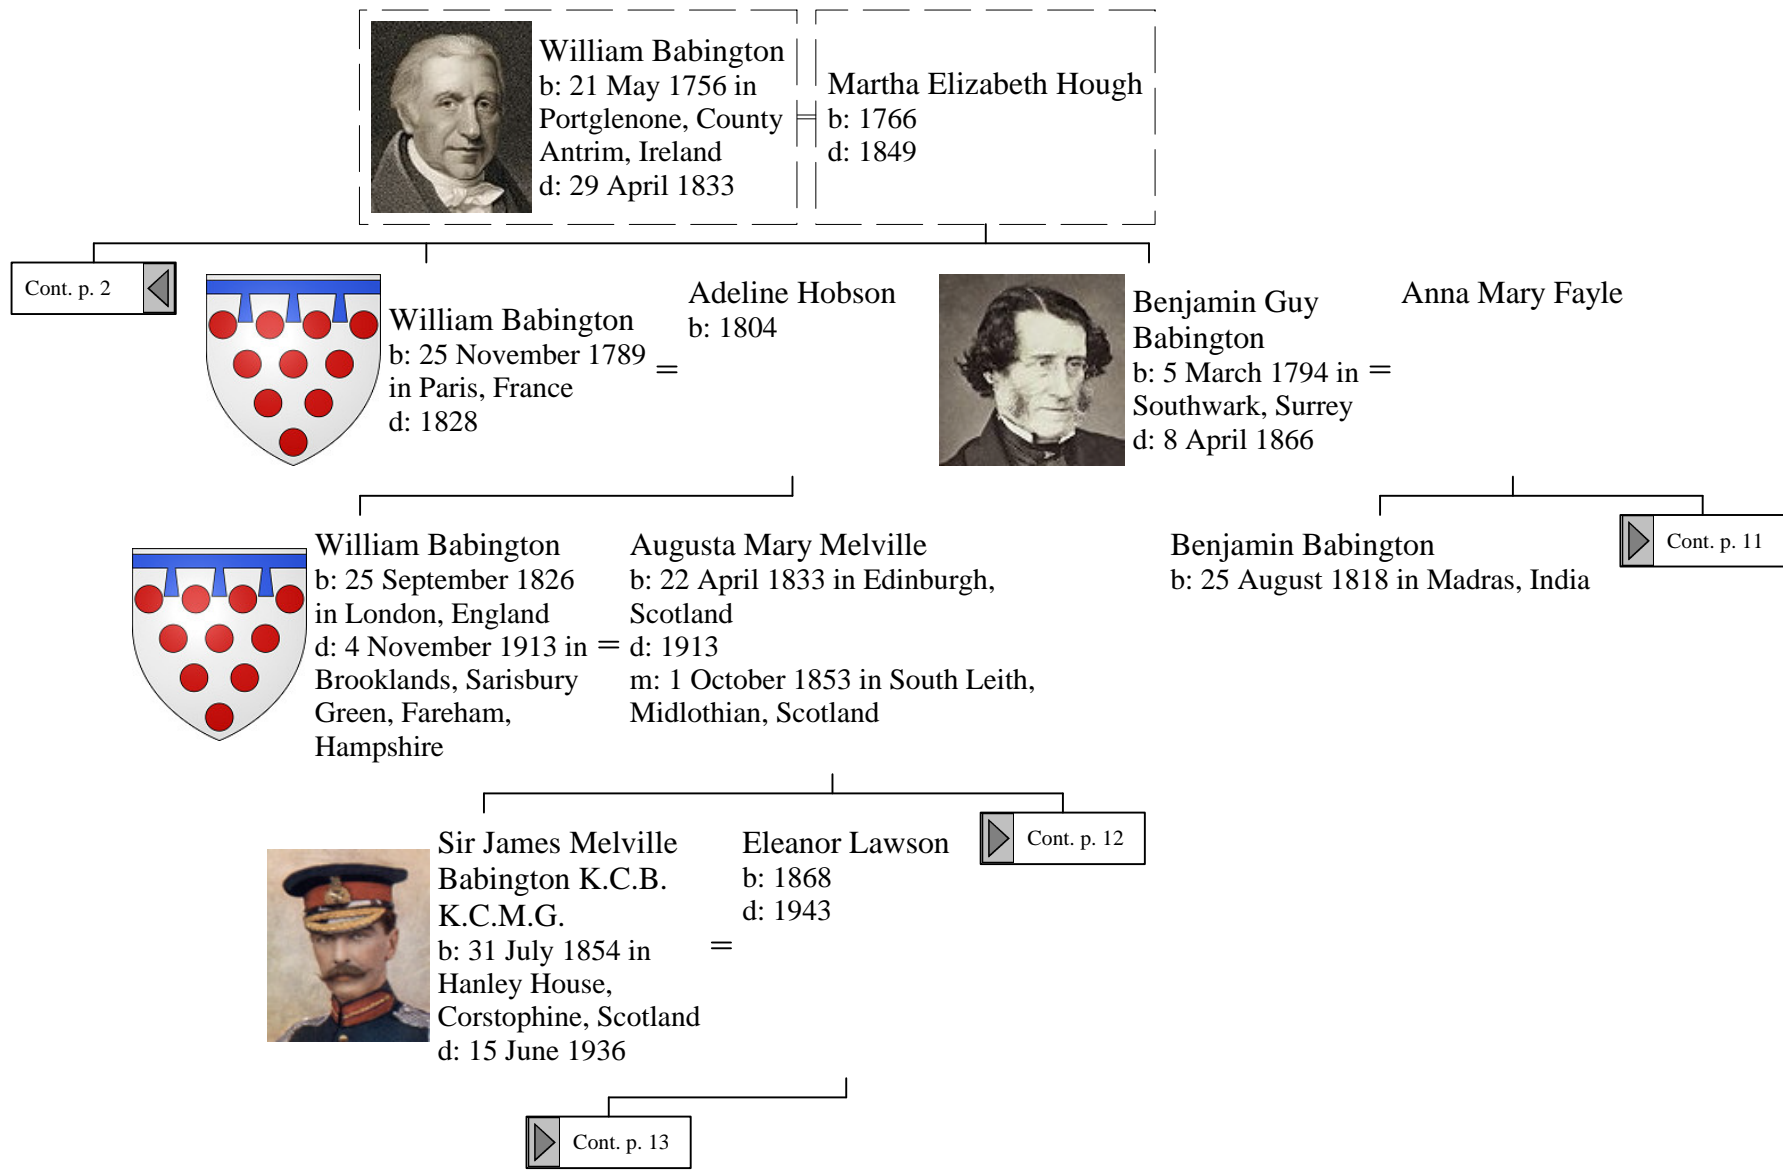 William Babington
b: 21 May 1756 in
Portglenone, County
Antrim, Ireland
d: 29 April 1833
Martha Elizabeth Hough
b: 1766
d: 1849
Cont. p. 2
William Babington
b: 25 November 1789
in Paris, France
d: 1828
=
Adeline Hobson
b: 1804
Benjamin Guy
Babington
b: 5 March 1794 in
Southwark, Surrey
d: 8 April 1866
=
Anna Mary Fayle
William Babington
b: 25 September 1826
in London, England
d: 4 November 1913 in
Brooklands, Sarisbury
Green, Fareham,
Hampshire
=
Augusta Mary Melville
b: 22 April 1833 in Edinburgh,
Scotland
d: 1913
m: 1 October 1853 in South Leith,
Midlothian, Scotland
Benjamin Babington
b: 25 August 1818 in Madras, India
Cont. p. 11
Sir James Melville
Babington K.C.B.
K.C.M.G.
b: 31 July 1854 in
Hanley House,
Corstophine, Scotland
d: 15 June 1936
=
Eleanor Lawson
b: 1868
d: 1943
Cont. p. 12
Cont. p. 13